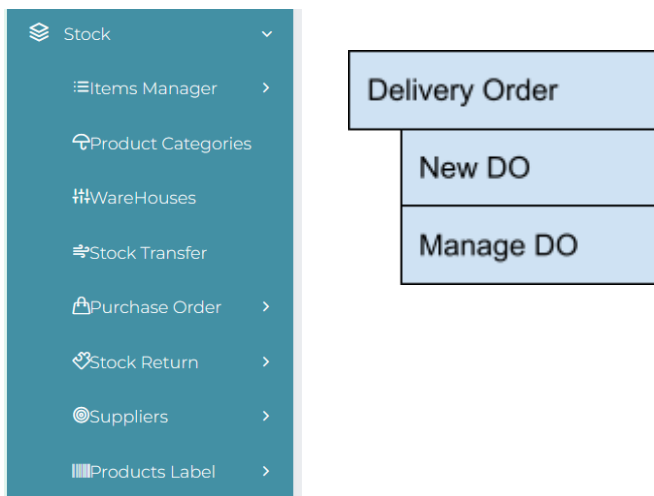 Stock
Items Manager
Product Categories
WareHouses
Stock Transfer
Purchase Order
Stock Return
Suppliers
Products Label
Delivery Order
New DO
Manage DO